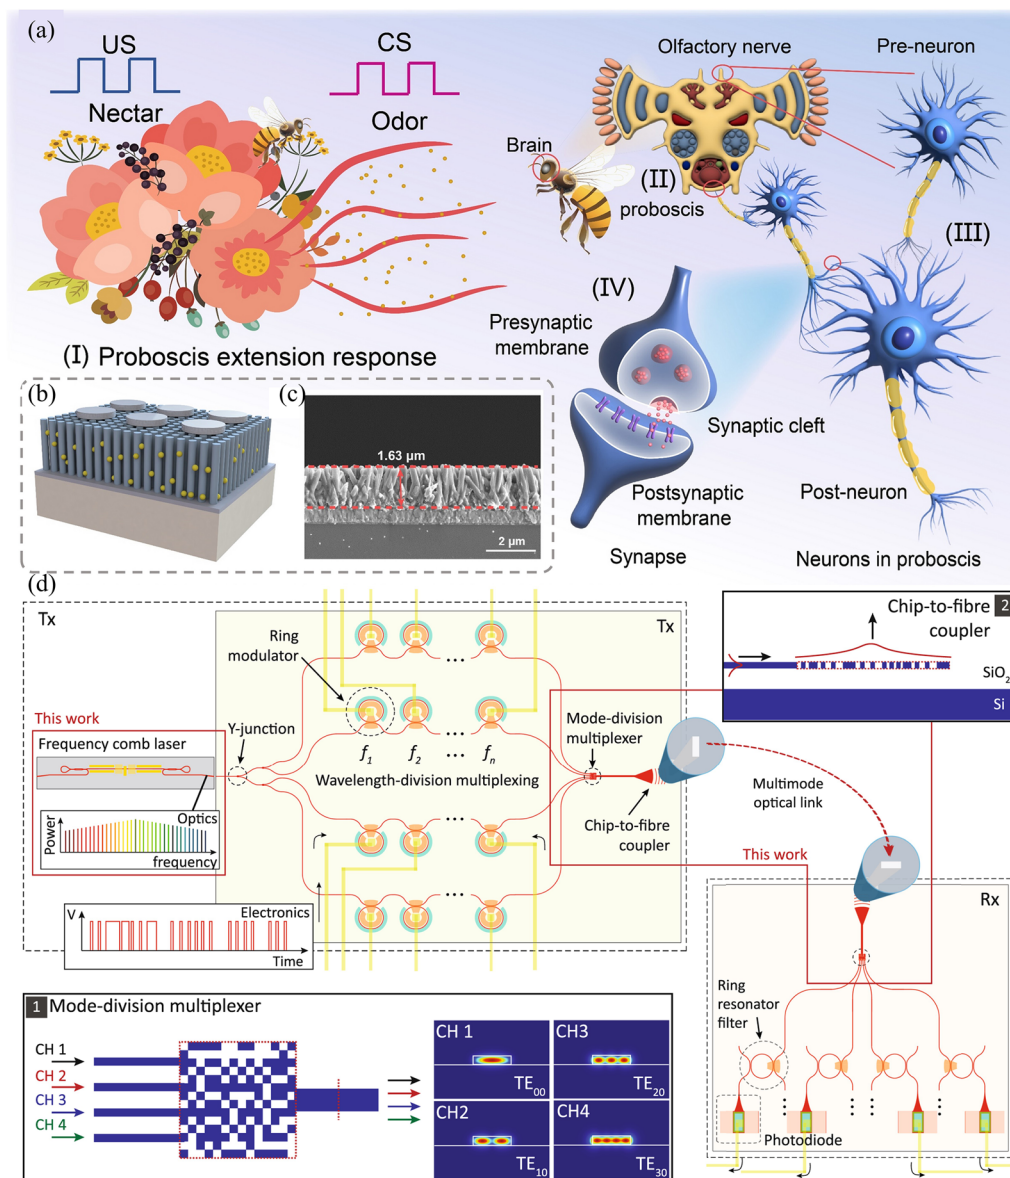 (a)
US
Nectar
CS
Odor
(I) Proboscis extension response
Olfactory nerve
Pre-neuron
Brain
(II)
proboscis
(III)
(IV)
Presynaptic
membrane
Synaptic cleft
Postsynaptic
membrane
Synapse
Post-neuron
Neurons in proboscis
(b)
(c)
1.63 μm
2 μm
(d)
Tx
Tx
Ring
modulator
This work
Y-junction
Frequency comb laser
Optics
Power
frequency
f1 f2 ... fn
Wavelength-division multiplexing
Mode-division
multiplexer
Chip-to-fibre
coupler
V
Electronics
Time
Chip-to-fibre 2
coupler
SiO2
Si
Multimode
optical link
This work
Rx
Ring
resonator
filter
Photodiode
1 Mode-division multiplexer
CH 1
CH 2
CH 3
CH 4
CH 1
TE00
CH3
TE20
CH2
TE10
CH4
TE30